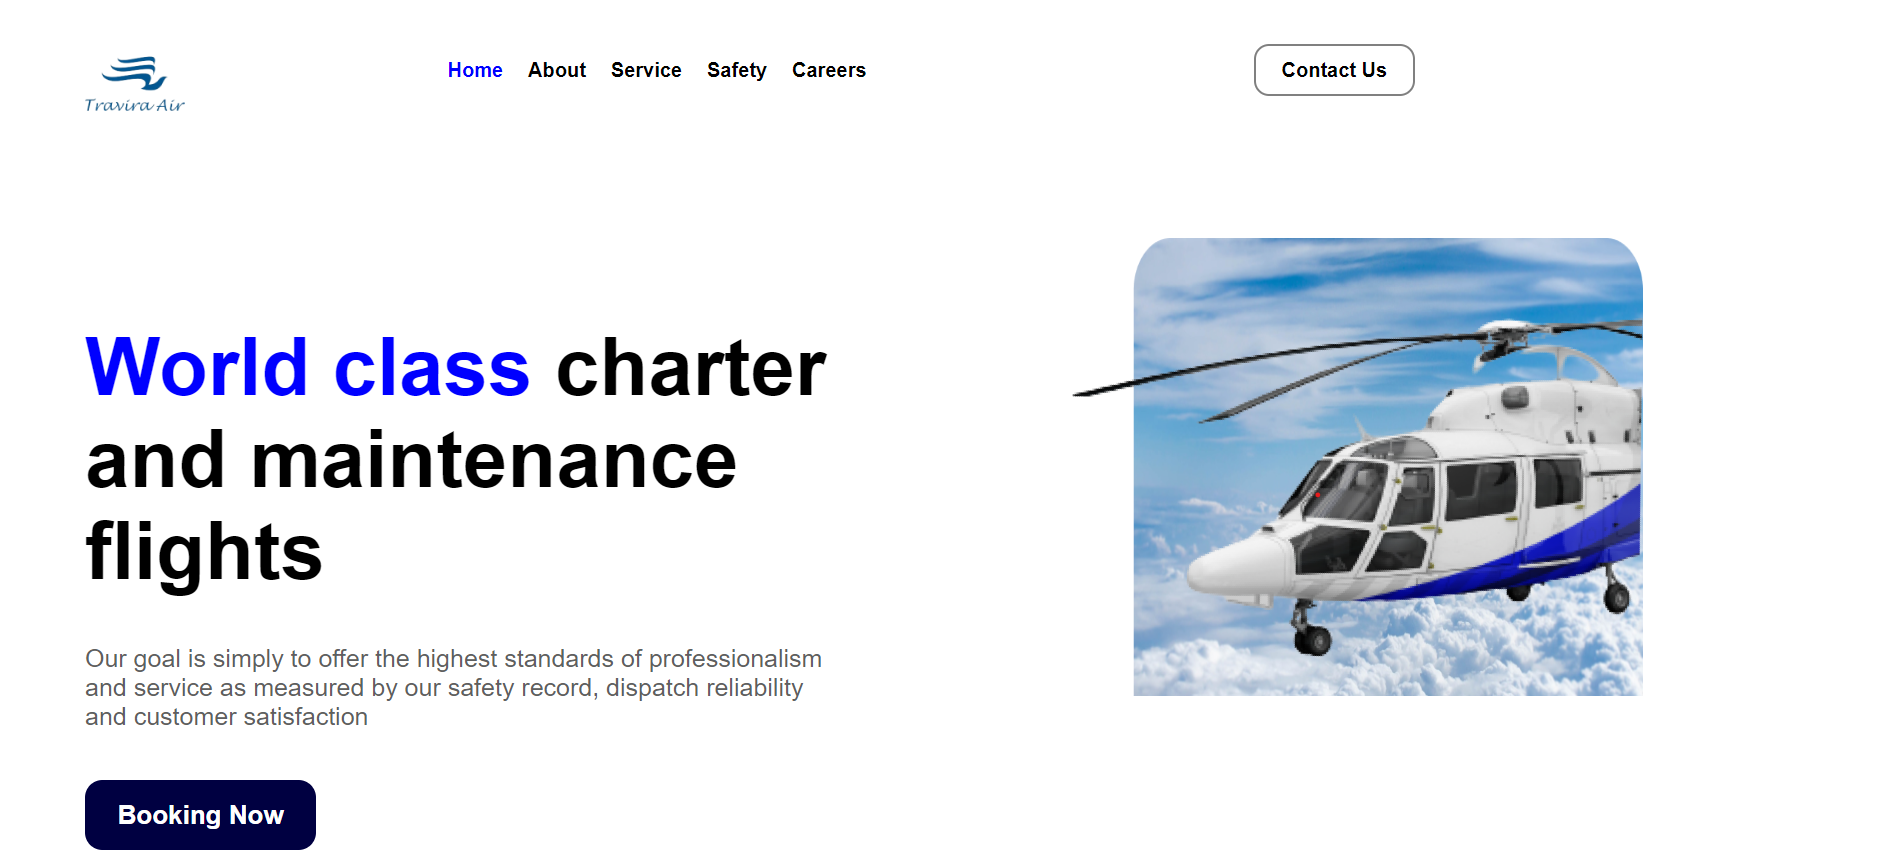 Travira Air
Home About Service Safety Careers
Contact Us
World class charter
and maintenance
flights
Our goal is simply to offer the highest standards of professionalism
and service as measured by our safety record, dispatch reliability
and customer satisfaction
Booking Now